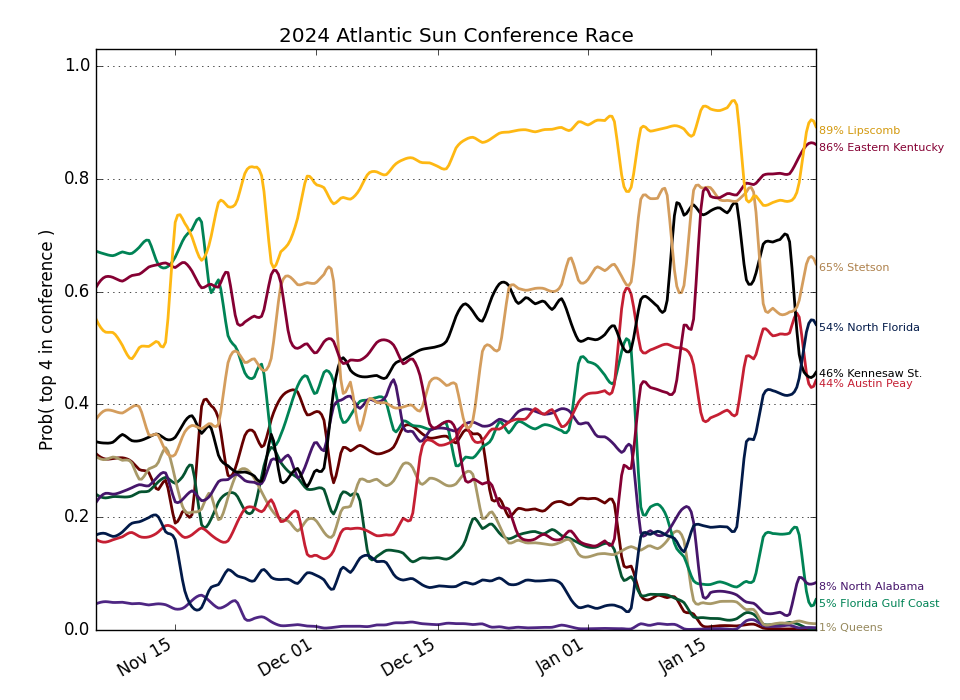 2024 Atlantic Sun Conference Race
Prob( top 4 in conference )
1.0
0.8
0.6
0.4
0.2
0.0
Nov 15
Dec 01
Dec 15
Jan 01
Jan 15
89% Lipscomb
86% Eastern Kentucky
65% Stetson
54% North Florida
46% Kennesaw St.
44% Austin Peay
8% North Alabama
5% Florida Gulf Coast
1% Queens